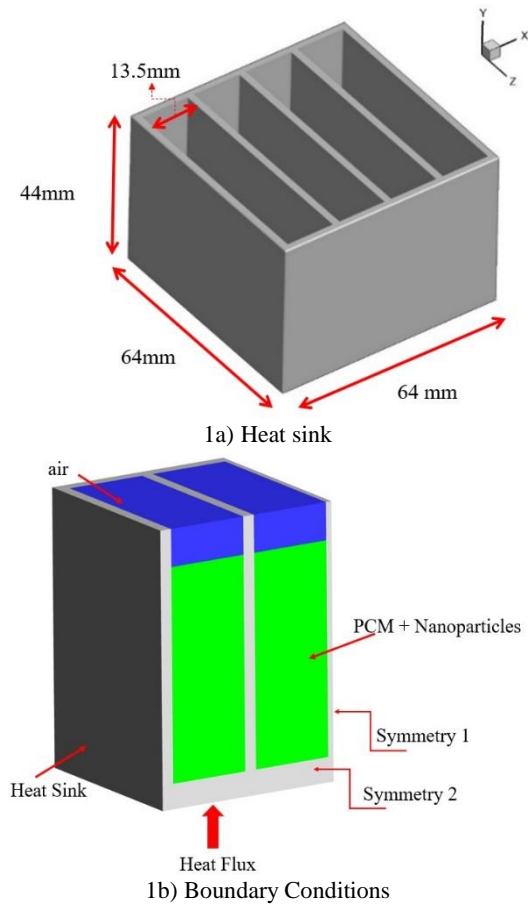 Y
X
Z
13.5mm
44mm
64mm
64 mm
1a) Heat sink
air
PCM + Nanoparticles
Symmetry 1
Heat Sink
Symmetry 2
Heat Flux
1b) Boundary Conditions